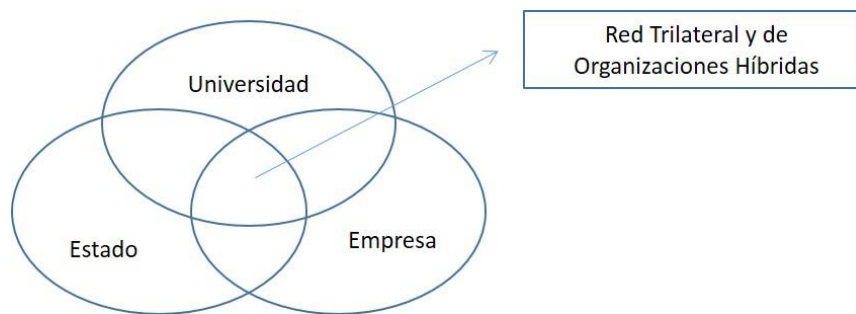 Red Trilateral y de
Organizaciones Híbridas
Universidad
Estado
Empresa